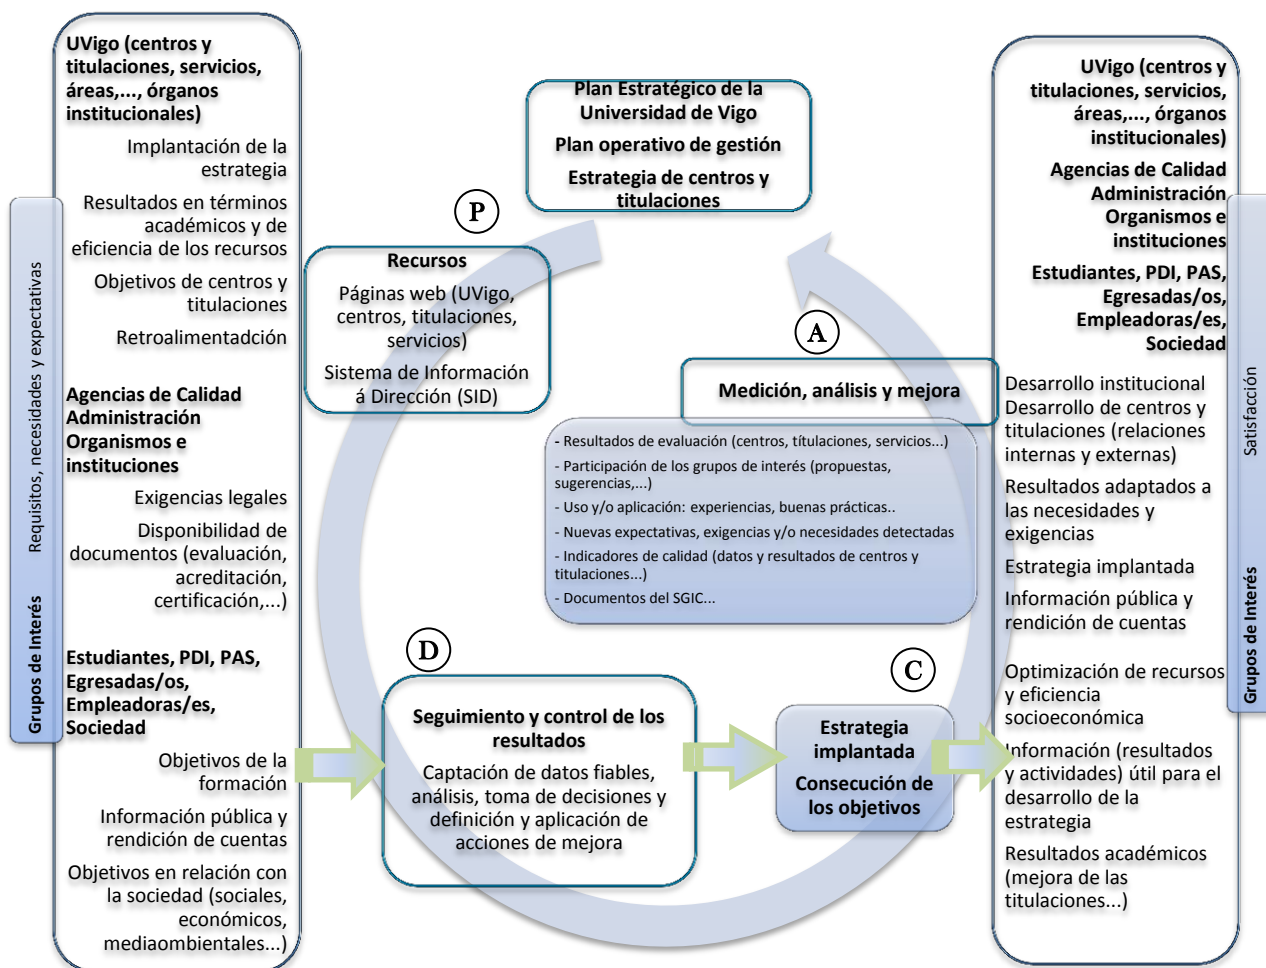 UVigo (centros y
titulaciones, servicios,
áreas,..., órganos
institucionales)
Implantación de la
estrategia
Resultados en términos
académicos y de
eficiencia de los recursos
Objetivos de centros y
titulaciones
Retroalimentadción
Agencias de Calidad
Administración
Organismos e
instituciones
Exigencias legales
Disponibilidad de
documentos (evaluación,
acreditación,
certificación,...)
Estudiantes, PDI, PAS,
Egresadas/os,
Empleadoras/es,
Sociedad
Objetivos de la
formación
Información pública y
rendición de cuentas
Objetivos en relación con
la sociedad (sociales,
económicos,
mediaombientales...)
Grupos de Interés Requisitos, necesidades y expectativas
Plan Estratégico de la
Universidad de Vigo
Plan operativo de gestión
Estrategia de centros y
titulaciones
P
Recursos
Páginas web (UVigo,
centros, titulaciones,
servicios)
Sistema de Información
á Dirección (SID)
A
Medición, análisis y mejora
- Resultados de evaluación (centros, títulaciones, servicios...)
- Participación de los grupos de interés (propuestas,
sugerencias,...)
- Uso y/o aplicación: experiencias, buenas prácticas..
- Nuevas expectativas, exigencias y/o necesidades detectadas
- Indicadores de calidad (datos y resultados de centros y
titulaciones...)
- Documentos del SGIC...
D
Seguimiento y control de los
resultados
Captación de datos fiables,
análisis, toma de decisiones y
definición y aplicación de
acciones de mejora
C
Estrategia
implantada
Consecución de
los objetivos
UVigo (centros y
titulaciones, servicios,
áreas,..., órganos
institucionales)
Agencias de Calidad
Administración
Organismos e
instituciones
Estudiantes, PDI, PAS,
Egresadas/os,
Empleadoras/es,
Sociedad
Desarrollo institucional
Desarrollo de centros y
titulaciones (relaciones
internas y externas)
Resultados adaptados a
las necesidades y
exigencias
Estrategia implantada
Información pública y
rendición de cuentas
Optimización de recursos
y eficiencia
socioeconómica
Información (resultados
y actividades) útil para el
desarrollo de la
estrategia
Resultados académicos
(mejora de las
titulaciones...)
Grupos de Interés Satisfacción